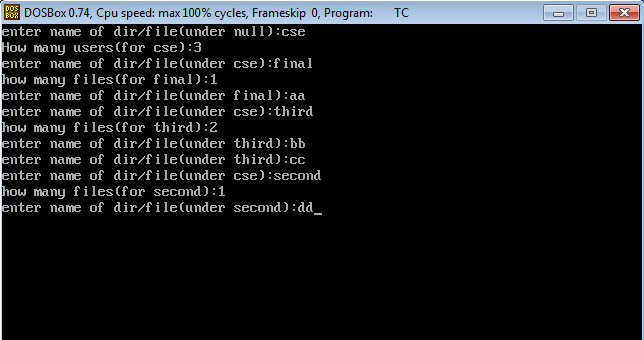 DOSBox 0.74, Cpu speed: max 100% cycles, Frameskip 0, Program: TC
enter name of dir/file(under null):cse
How many users(for cse):3
enter name of dir/file(under cse):final
how many files(for final):1
enter name of dir/file(under final):aa
enter name of dir/file(under cse):third
how many files(for third):2
enter name of dir/file(under third):bb
enter name of dir/file(under third):cc
enter name of dir/file(under cse):second
how many files(for second):1
enter name of dir/file(under second):dd_